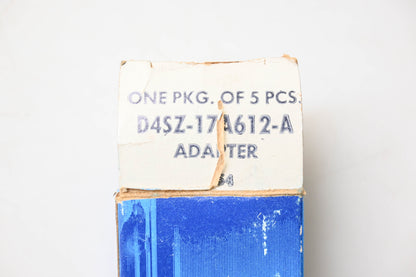 ONE PKG. OF 5 PCS.
D4SZ-17A612-A
ADAPTER